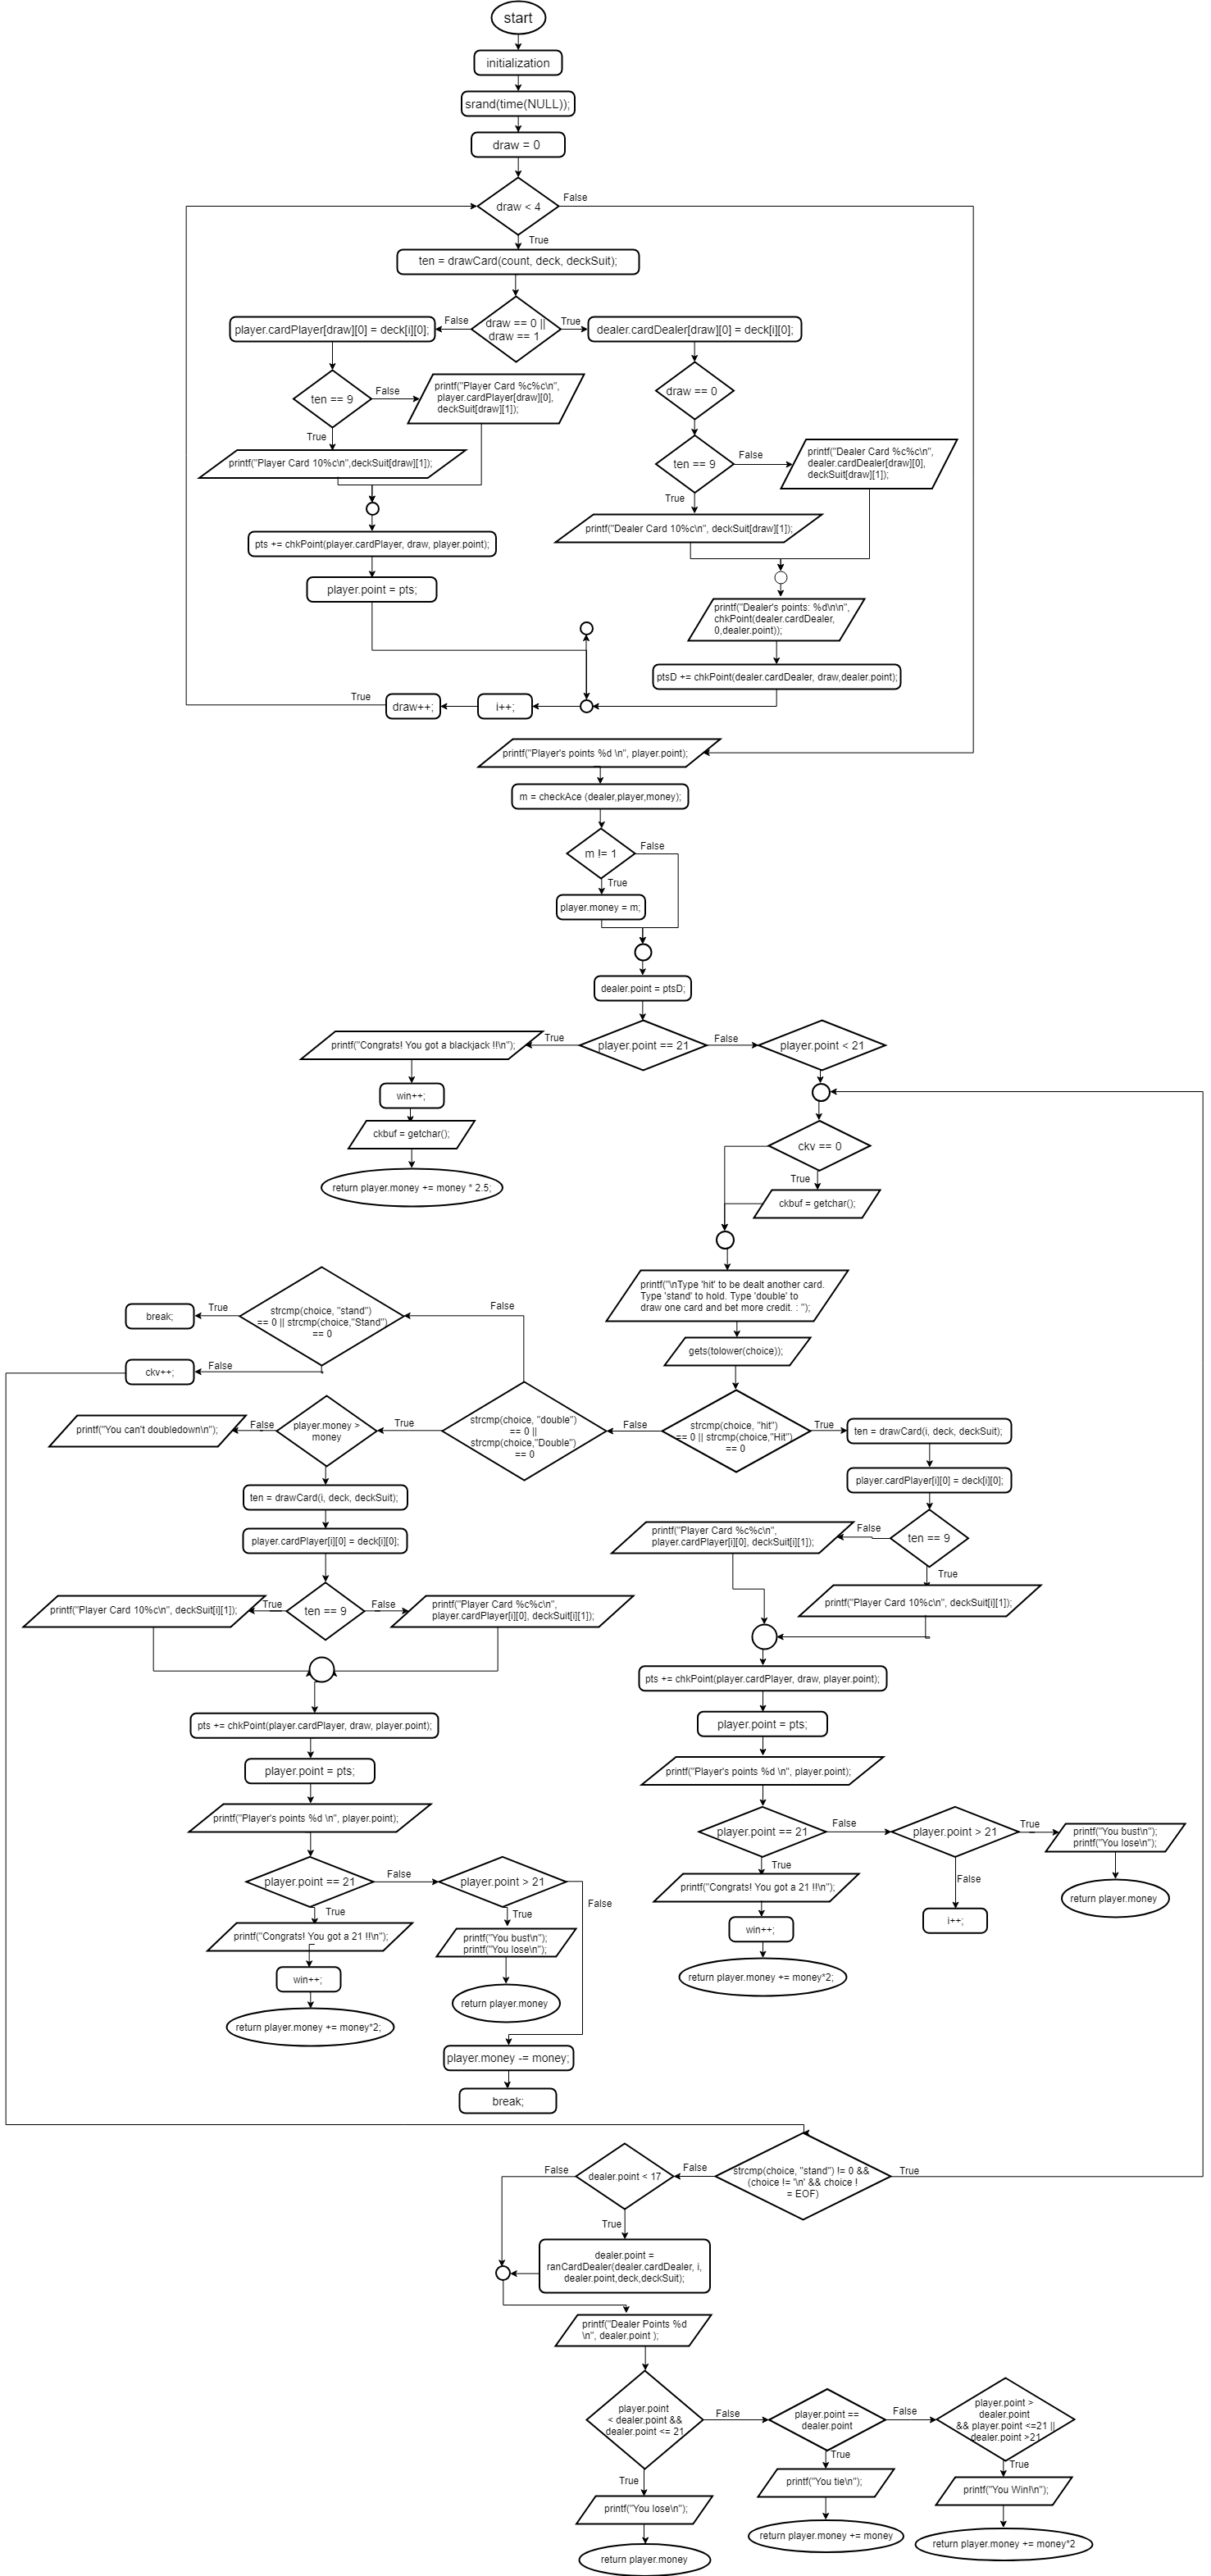 start
initialization
srand(time(NULL));
draw = 0
draw < 4
False
True
ten = drawCard(count, deck, deckSuit);
draw == 0 ||
draw == 1
False
True
player.cardPlayer[draw][0] = deck[i][0];
dealer.cardDealer[draw][0] = deck[i][0];
ten == 9
False
True
printf("Player Card %c%c\n",
player.cardPlayer[draw][0],
deckSuit[draw][1]);
draw == 0
printf("Player Card 10%c\n",deckSuit[draw][1]);
ten == 9
False
True
printf("Dealer Card %c%c\n",
dealer.cardDealer[draw][0],
deckSuit[draw][1]);
printf("Dealer Card 10%c\n", deckSuit[draw][1]);
pts += chkPoint(player.cardPlayer, draw, player.point);
player.point = pts;
printf("Dealer's points: %d\n\n",
chkPoint(dealer.cardDealer,
0,dealer.point));
ptsD += chkPoint(dealer.cardDealer, draw,dealer.point);
True
draw++;
i++;
printf("Player's points %d \n", player.point);
m = checkAce (dealer,player,money);
m != 1
False
True
player.money = m;
dealer.point = ptsD;
player.point == 21
True
False
player.point < 21
printf("Congrats! You got a blackjack !!\n");
win++;
ckbuf = getchar();
return player.money += money * 2.5;
ckv == 0
True
ckbuf = getchar();
printf("\nType 'hit' to be dealt another card.
Type 'stand' to hold. Type 'double' to
draw one card and bet more credit. : ");
gets(tolower(choice));
strcmp(choice, "stand")
== 0 || strcmp(choice,"Stand")
== 0
True
False
False
break;
ckv++;
strcmp(choice, "hit")
== 0 || strcmp(choice,"Hit")
== 0
True
False
strcmp(choice, "double")
== 0 ||
strcmp(choice,"Double")
== 0
True
player.money >
money
False
printf("You can't doubledown\n");
ten = drawCard(i, deck, deckSuit);
player.cardPlayer[i][0] = deck[i][0];
ten == 9
False
True
printf("Player Card %c%c\n",
player.cardPlayer[i][0], deckSuit[i][1]);
printf("Player Card 10%c\n", deckSuit[i][1]);
ten = drawCard(i, deck, deckSuit);
player.cardPlayer[i][0] = deck[i][0];
ten == 9
True
False
printf("Player Card 10%c\n", deckSuit[i][1]);
printf("Player Card %c%c\n",
player.cardPlayer[i][0], deckSuit[i][1]);
pts += chkPoint(player.cardPlayer, draw, player.point);
player.point = pts;
printf("Player's points %d \n", player.point);
player.point == 21
False
True
player.point > 21
True
False
printf("You bust\n");
printf("You lose\n");
return player.money
i++;
printf("Congrats! You got a 21 !!\n");
win++;
return player.money += money*2;
pts += chkPoint(player.cardPlayer, draw, player.point);
player.point = pts;
printf("Player's points %d \n", player.point);
player.point == 21
False
True
player.point > 21
False
True
printf("Congrats! You got a 21 !!\n");
win++;
return player.money += money*2;
printf("You bust\n");
printf("You lose\n");
return player.money
player.money -= money;
break;
strcmp(choice, "stand") != 0 &&
(choice != '\n' && choice !
= EOF)
True
False
dealer.point < 17
False
True
dealer.point =
ranCardDealer(dealer.cardDealer, i,
dealer.point,deck,deckSuit);
printf("Dealer Points %d
\n", dealer.point );
player.point
< dealer.point &&
dealer.point <= 21
False
True
player.point ==
dealer.point
False
True
player.point >
dealer.point
&& player.point <=21 ||
dealer.point >21
True
printf("You lose\n");
return player.money
printf("You tie\n");
return player.money += money
printf("You Win!\n");
return player.money += money*2